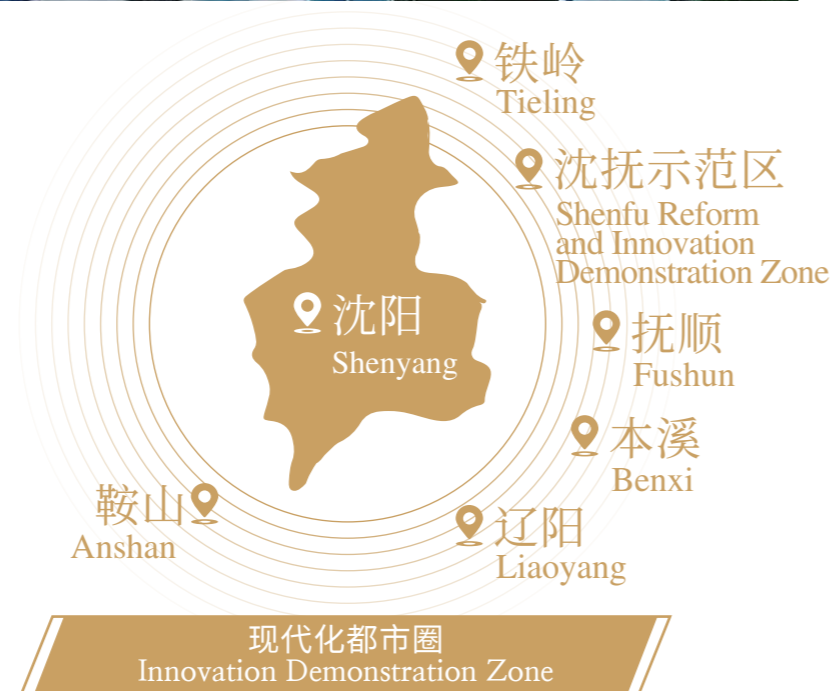 铁岭
Tieling
沈抚示范区
Shenfu Reform
and Innovation
Demonstration Zone
沈阳
Shenyang
抚顺
Fushun
本溪
Benxi
鞍山
Anshan
辽阳
Liaoyang
现代化都市圈
Innovation Demonstration Zone